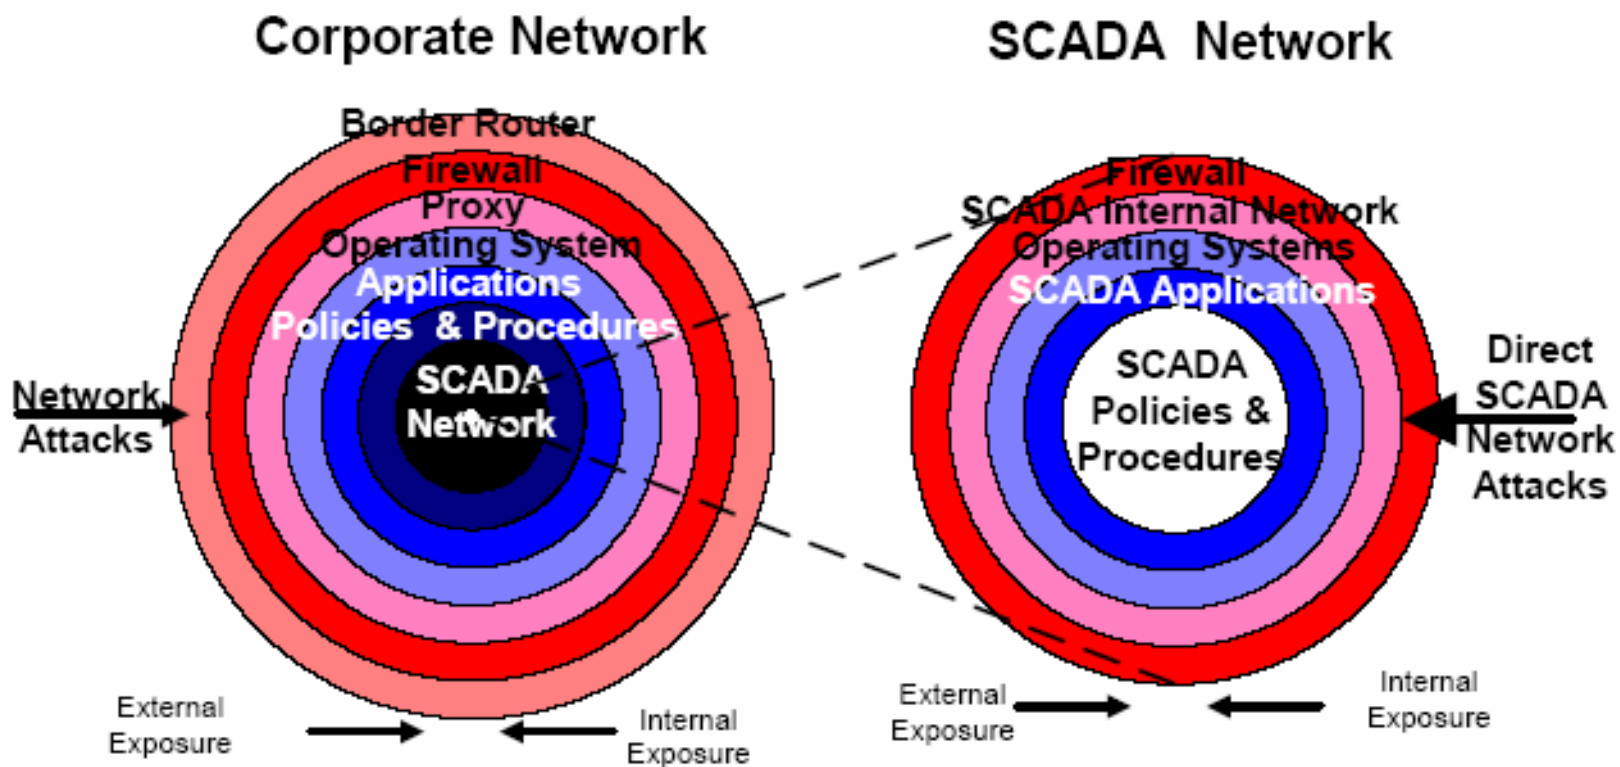 Corporate Network
Border Router
Firewall
Proxy
Operating System
Applications
Policies & Procedures
SCADA
Network
Network
Attacks
External
Exposure
Internal
Exposure
SCADA Network
Firewall
SCADA Internal Network
Operating Systems
SCADA Applications
SCADA
Policies &
Procedures
Direct
SCADA
Network
Attacks
External
Exposure
Internal
Exposure